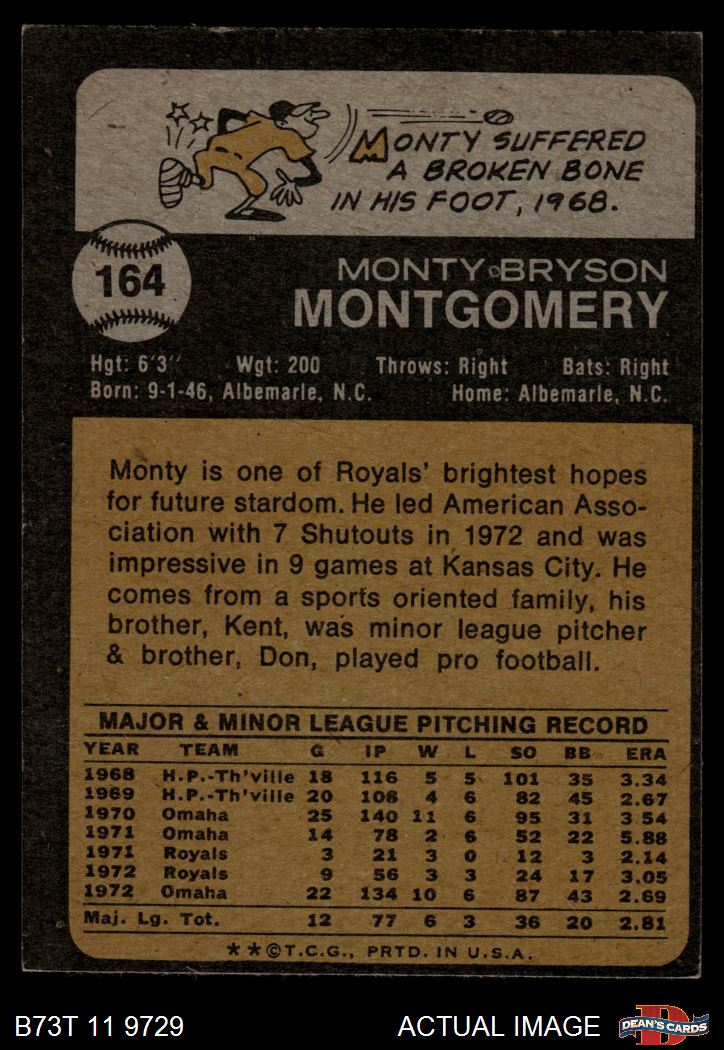 MONTY SUFFERED
A BROKEN BONE
IN HIS FOOT, 1968.
164
MONTY BRYSON
MONTGOMERY
Hgt: 6'3" Wgt: 200 Throws: Right Bats: Right
Born: 9-1-46, Albemarle, N.C. Home: Albemarle, N.C.
Monty is one of Royals' brightest hopes
for future stardom. He led American Asso-
ciation with 7 Shutouts in 1972 and was
impressive in 9 games at Kansas City. He
comes from a sports oriented family, his
brother, Kent, was minor league pitcher
& brother, Don, played pro football.
MAJOR & MINOR LEAGUE PITCHING RECORD
YEAR TEAM G IP W L SO BB ERA
1968 H.P.-Th'ville 18 116 5 5 101 35 3.34
1969 H.P.-Th'ville 20 108 4 6 82 45 2.67
1970 Omaha 25 140 11 6 95 31 3.54
1971 Omaha 14 78 2 6 52 22 5.88
1971 Royals 3 21 3 0 12 3 2.14
1972 Royals 9 56 3 3 24 17 3.05
1972 Omaha 22 134 10 6 87 43 2.69
Maj. Lg. Tot. 12 77 6 3 36 20 2.81
**©T.C.G., PRTD. IN U.S.A.
B73T 11 9729 ACTUAL IMAGE D DEAN'S CARDS